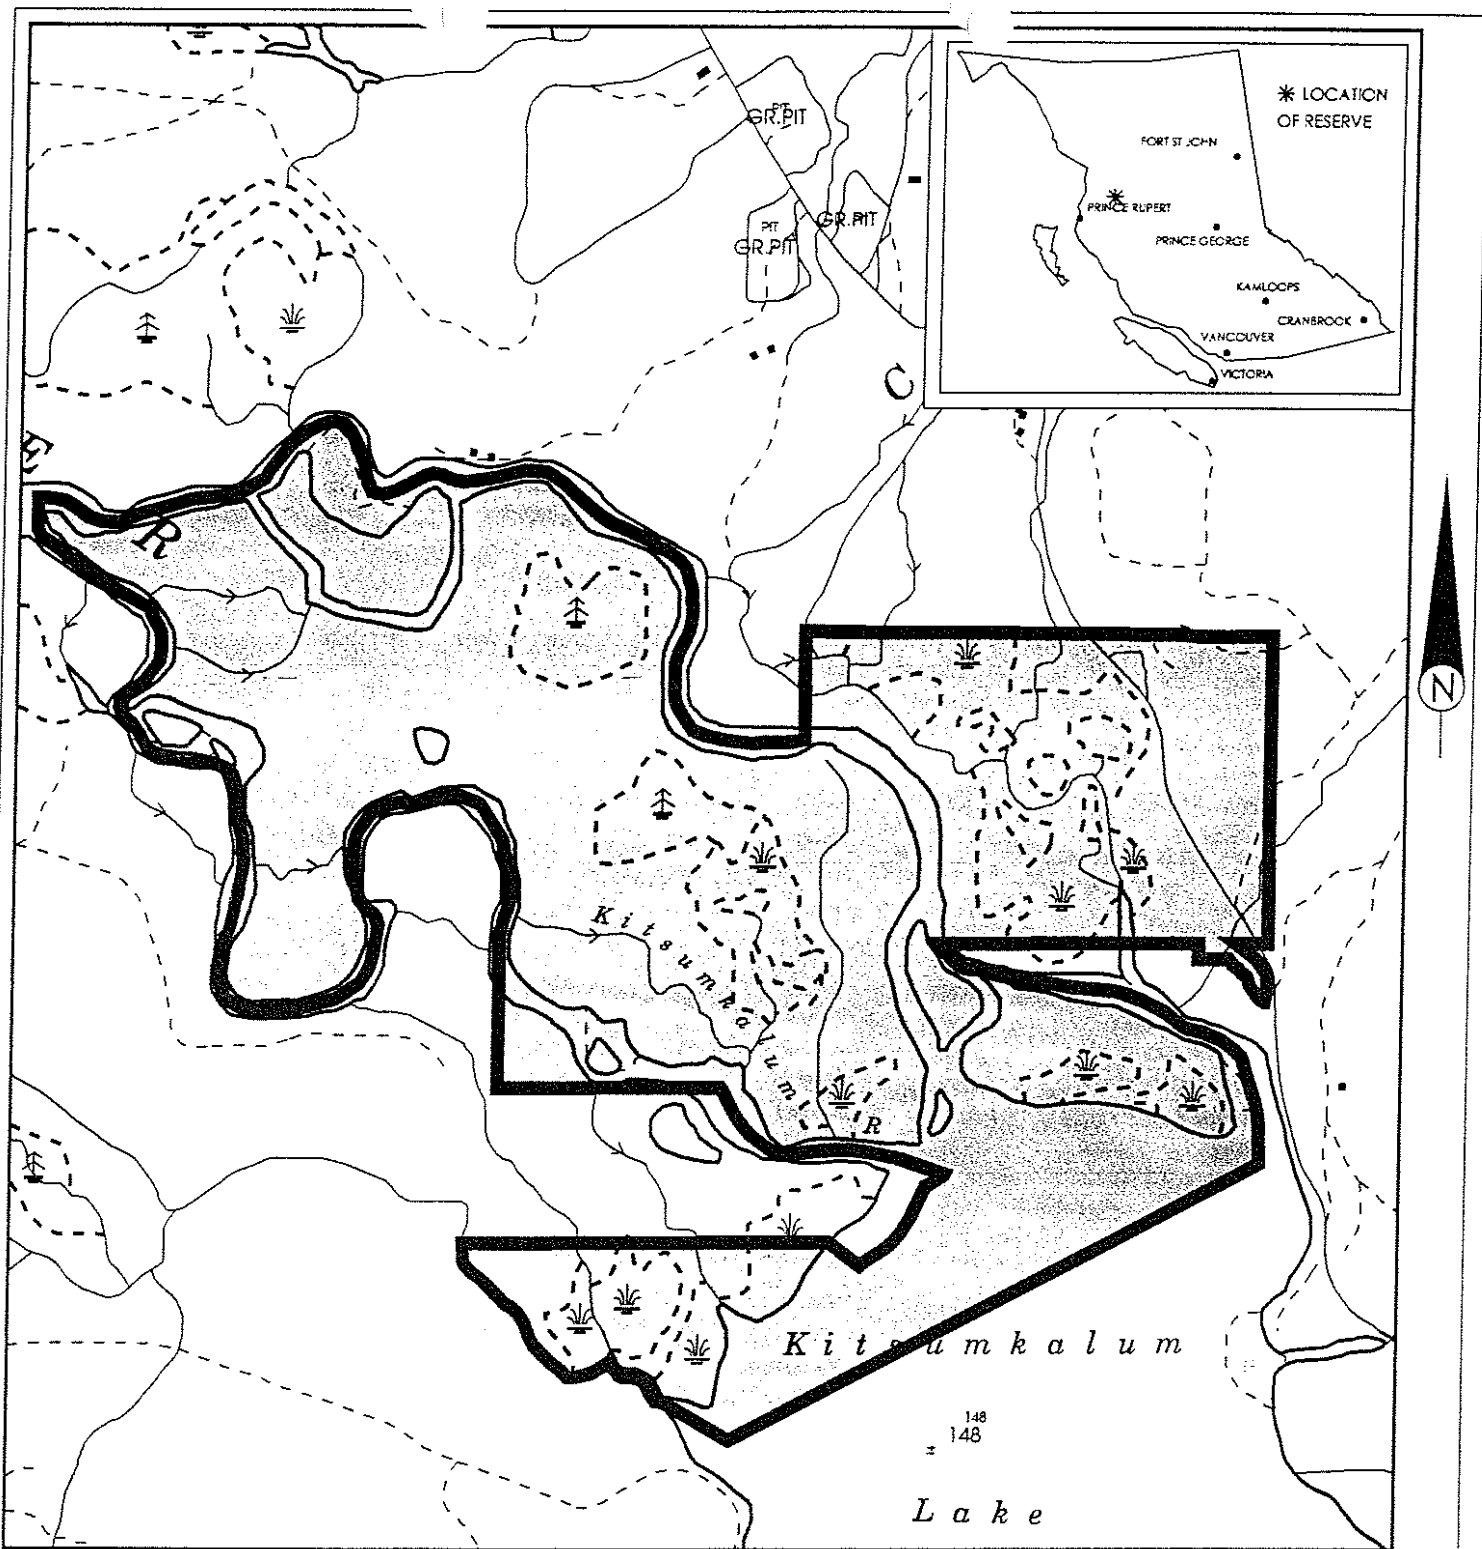 PIT
GR.PIT
PIT
GR.PIT
GR.PIT
LOCATION
OF RESERVE
FORT ST JOHN
PRINCE RUPERT
PRINCE GEORGE
KAMLOOPS
CRANBROOK
VANCOUVER
VICTORIA
C
E
R
N
Kitsumkalum
R
Kitsumkalum
148
148
Lake